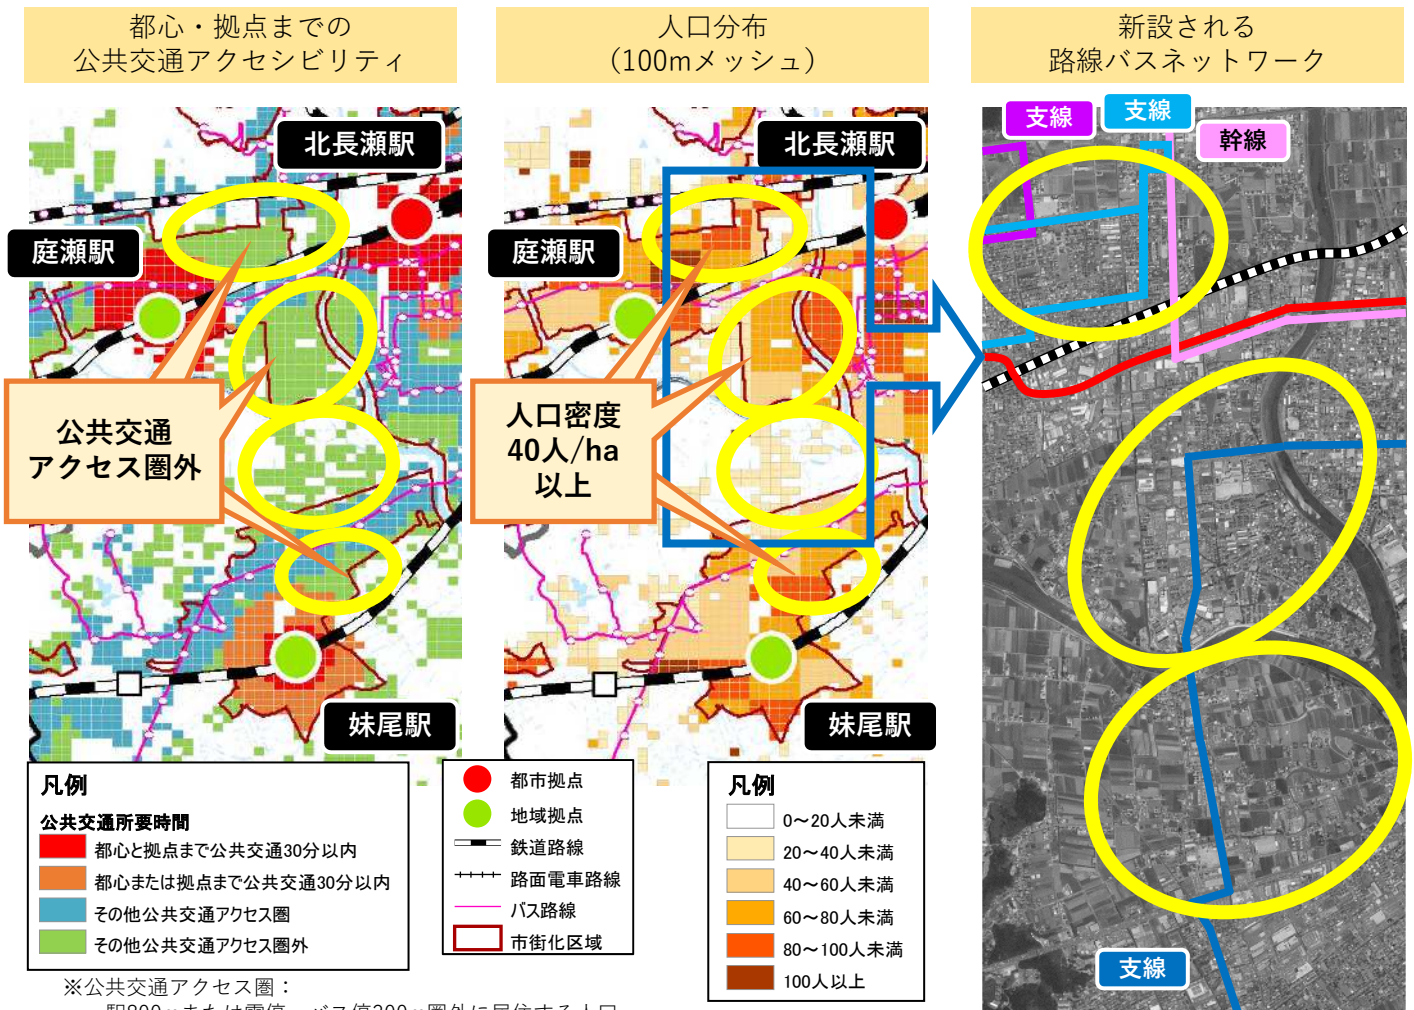 都心・拠点までの
公共交通アクセシビリティ
人口分布
(100mメッシュ)
新設される
路線バスネットワーク
北長瀬駅
庭瀬駅
公共交通
アクセス圏外
妹尾駅
北長瀬駅
庭瀬駅
人口密度
40人/ha
以上
妹尾駅
支線
支線
幹線
支線
凡例
公共交通所要時間
都心と拠点まで公共交通30分以内
都心または拠点まで公共交通30分以内
その他公共交通アクセス圏
その他公共交通アクセス圏外
都市拠点
地域拠点
鉄道路線
路面電車路線
バス路線
市街化区域
凡例
0～20人未満
20～40人未満
40～60人未満
60～80人未満
80～100人未満
100人以上
※公共交通アクセス圏：